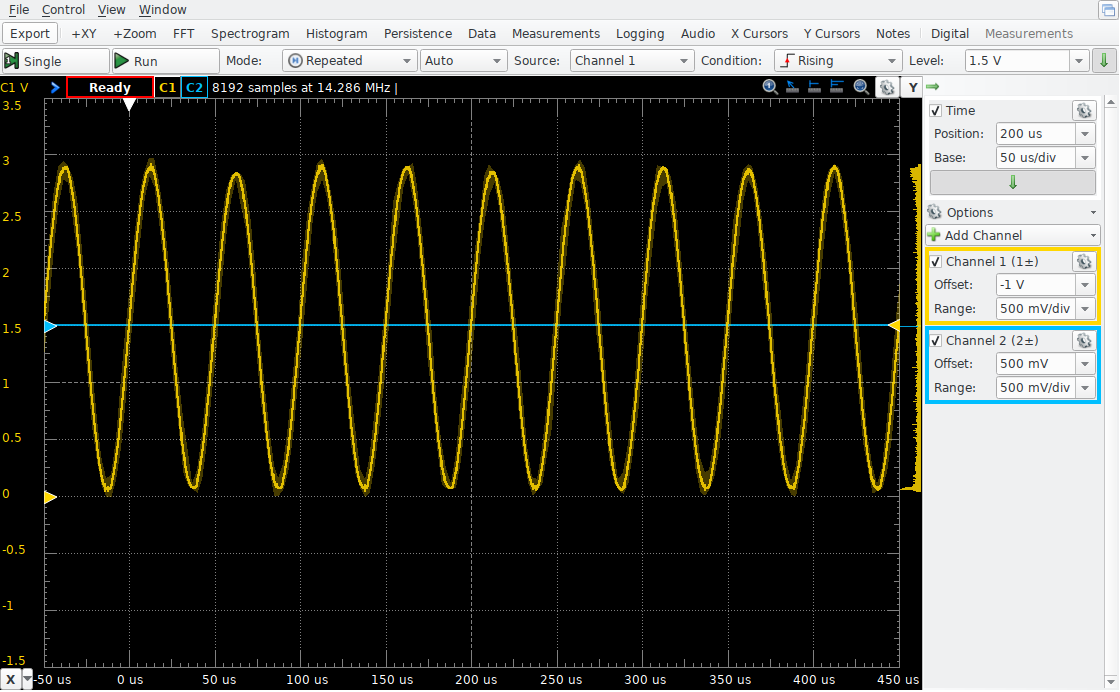 File Control View Window
Export +XY +Zoom FFT Spectrogram Histogram Persistence Data Measurements Logging Audio X Cursors Y Cursors Notes Digital Measurements
Single Run Mode: Repeated Auto Source: Channel 1 Condition: Rising Level: 1.5 V
C1 V Ready C1 C2 8192 samples at 14.286 MHz | Y
3.5
3
2.5
2
1.5
1
0.5
0
-0.5
-1
-1.5
X -50 us 0 us 50 us 100 us 150 us 200 us 250 us 300 us 350 us 400 us 450 us
Time
Position: 200 us
Base: 50 us/div
Options
Add Channel
Channel 1 (1±)
Offset: -1 V
Range: 500 mV/div
Channel 2 (2±)
Offset: 500 mV
Range: 500 mV/div